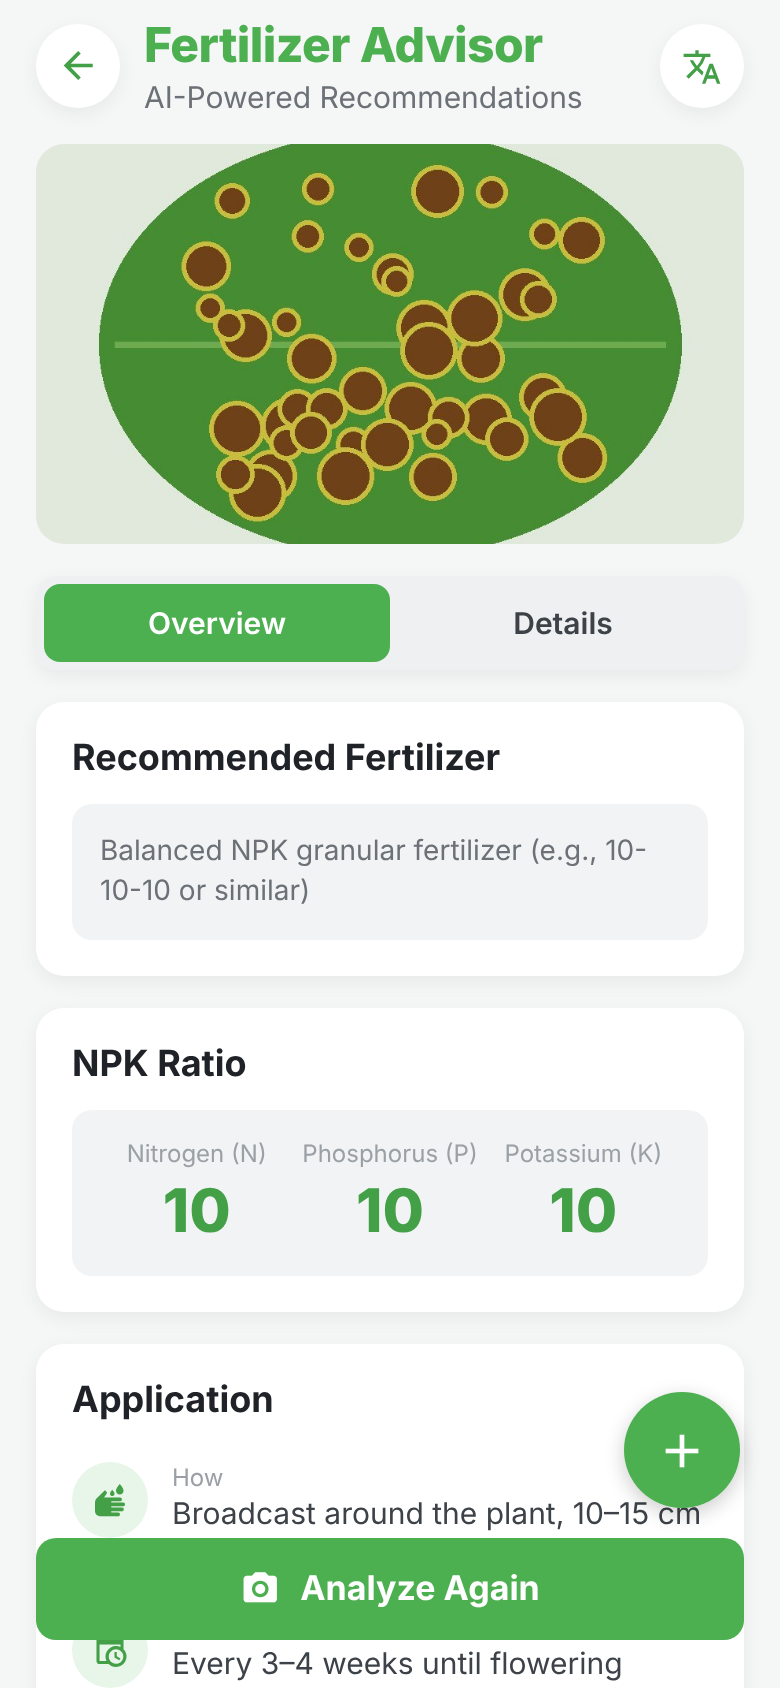 Fertilizer Advisor
AI-Powered Recommendations
Overview
Details
Recommended Fertilizer
Balanced NPK granular fertilizer (e.g., 10-
10-10 or similar)
NPK Ratio
Nitrogen (N)
Phosphorus (P)
Potassium (K)
10
10
10
Application
How
Broadcast around the plant, 10–15 cm
Analyze Again
Every 3–4 weeks until flowering